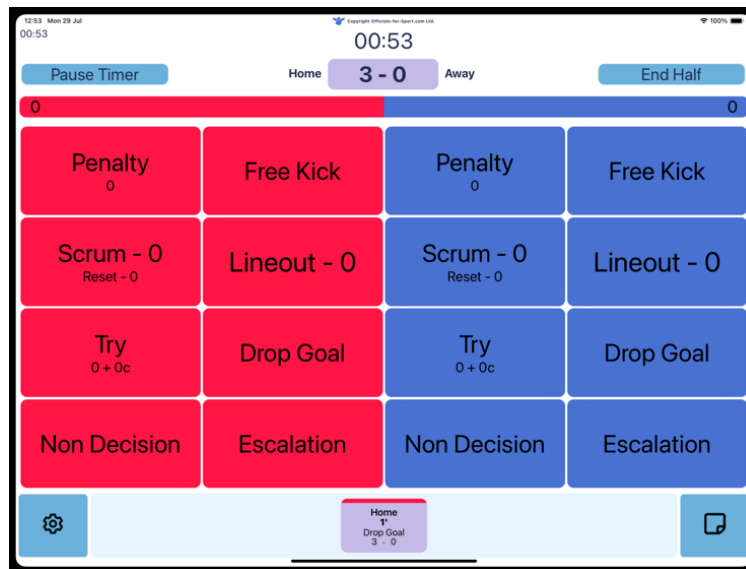 12:53 Mon 29 Jul
Copyright Officials-for-Sport.com Ltd.
100%
00:53
00:53
Pause Timer
Home
3 - 0
Away
End Half
0
0
Penalty
0
Free Kick
Penalty
0
Free Kick
Scrum - 0
Reset - 0
Lineout - 0
Scrum - 0
Reset - 0
Lineout - 0
Try
0 + 0c
Drop Goal
Try
0 + 0c
Drop Goal
Non Decision
Escalation
Non Decision
Escalation
Home
1'
Drop Goal
3 - 0